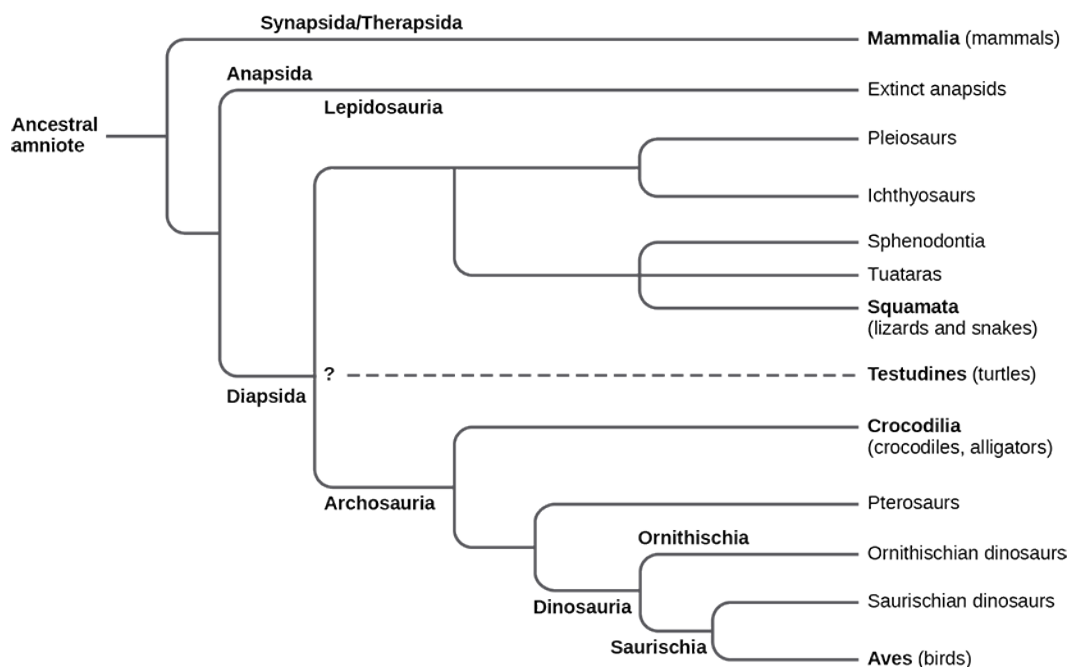 Synapsida/Therapsida
Mammalia (mammals)
Anapsida
Extinct anapsids
Lepidosauria
Ancestral
amniote
Pleiosaurs
Ichthyosaurs
Sphenodontia
Tuataras
Squamata
(lizards and snakes)
?
Testudines (turtles)
Diapsida
Crocodilia
(crocodiles, alligators)
Archosauria
Pterosaurs
Ornithischia
Ornithischian dinosaurs
Dinosauria
Saurischian dinosaurs
Saurischia
Aves (birds)